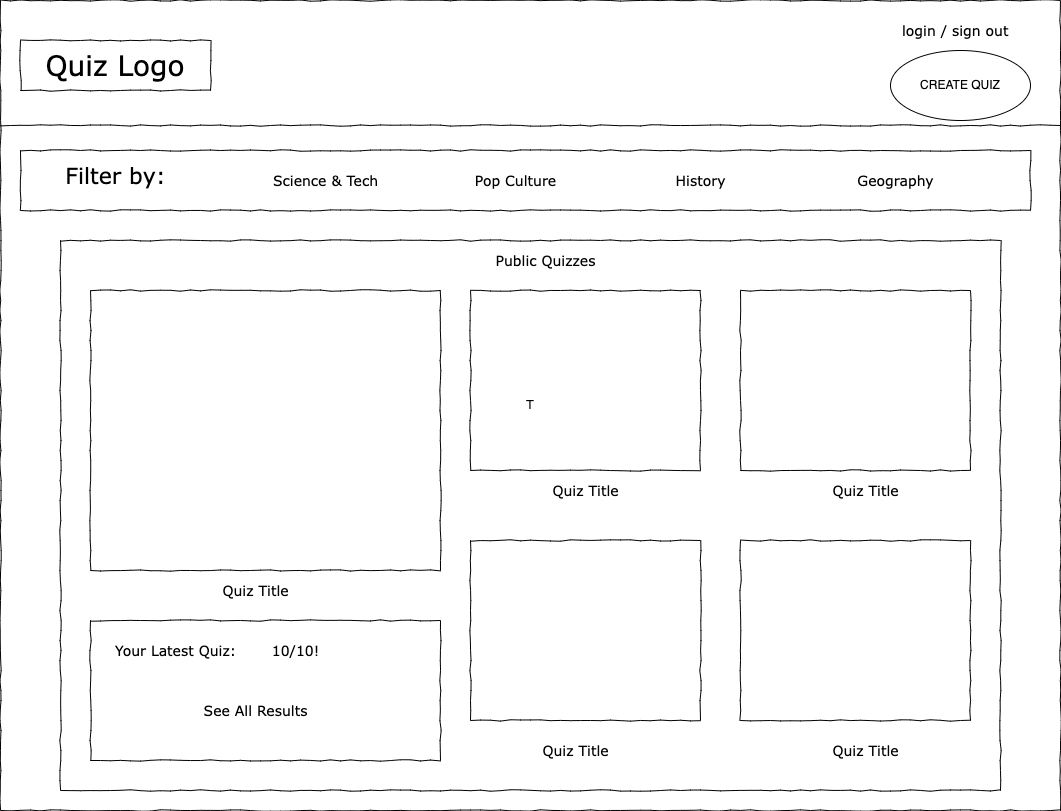 login / sign out
Quiz Logo
CREATE QUIZ
Filter by:
Science & Tech
Pop Culture
History
Geography
Public Quizzes
T
Quiz Title
Quiz Title
Quiz Title
Your Latest Quiz: 10/10!
See All Results
Quiz Title
Quiz Title